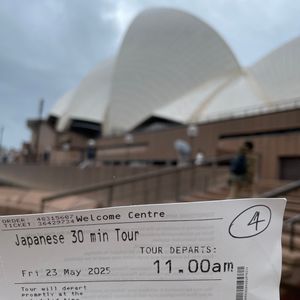 ORDER:
TICKET: 36429734 Welcome Centre
4
Japanese 30 min Tour
TOUR DEPARTS:
Fri 23 May 2025 11.00am
Tour will depart
promptly at the